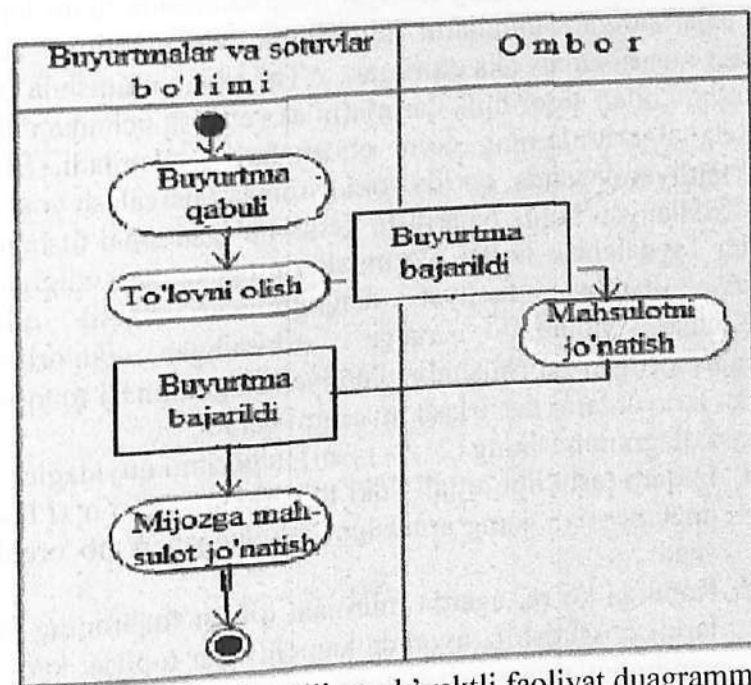 Buyurtmalar va sotuvlar
bo'limi
Ombor
Buyurtma
qabuli
To'lovni olish
Buyurtma
bajarildi
Mahsulotni
jo'natish
Buyurtma
bajarildi
Mijozga mah-
sulot jo'natish
faoliyat duagramm